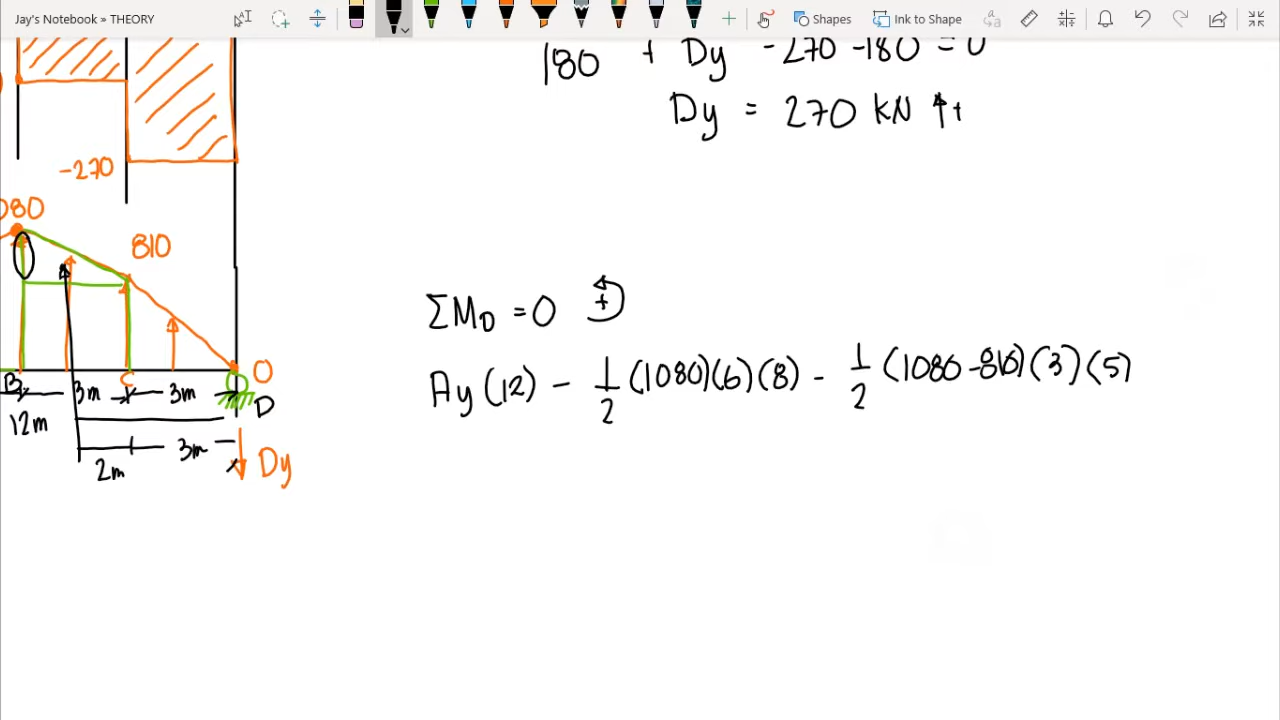 Jay's Notebook » THEORY
Shapes
Ink to Shape
180 + Dy -270 -180 = 0
Dy = 270 kN ↑+
-270
080
810
ΣM_D = 0 +
Ay (12) - 1/2 (1080)(6)(8) - 1/2 (1080-810)(3)(5)
0
B
C
D
3m
3m
12m
3m
2m
Dy